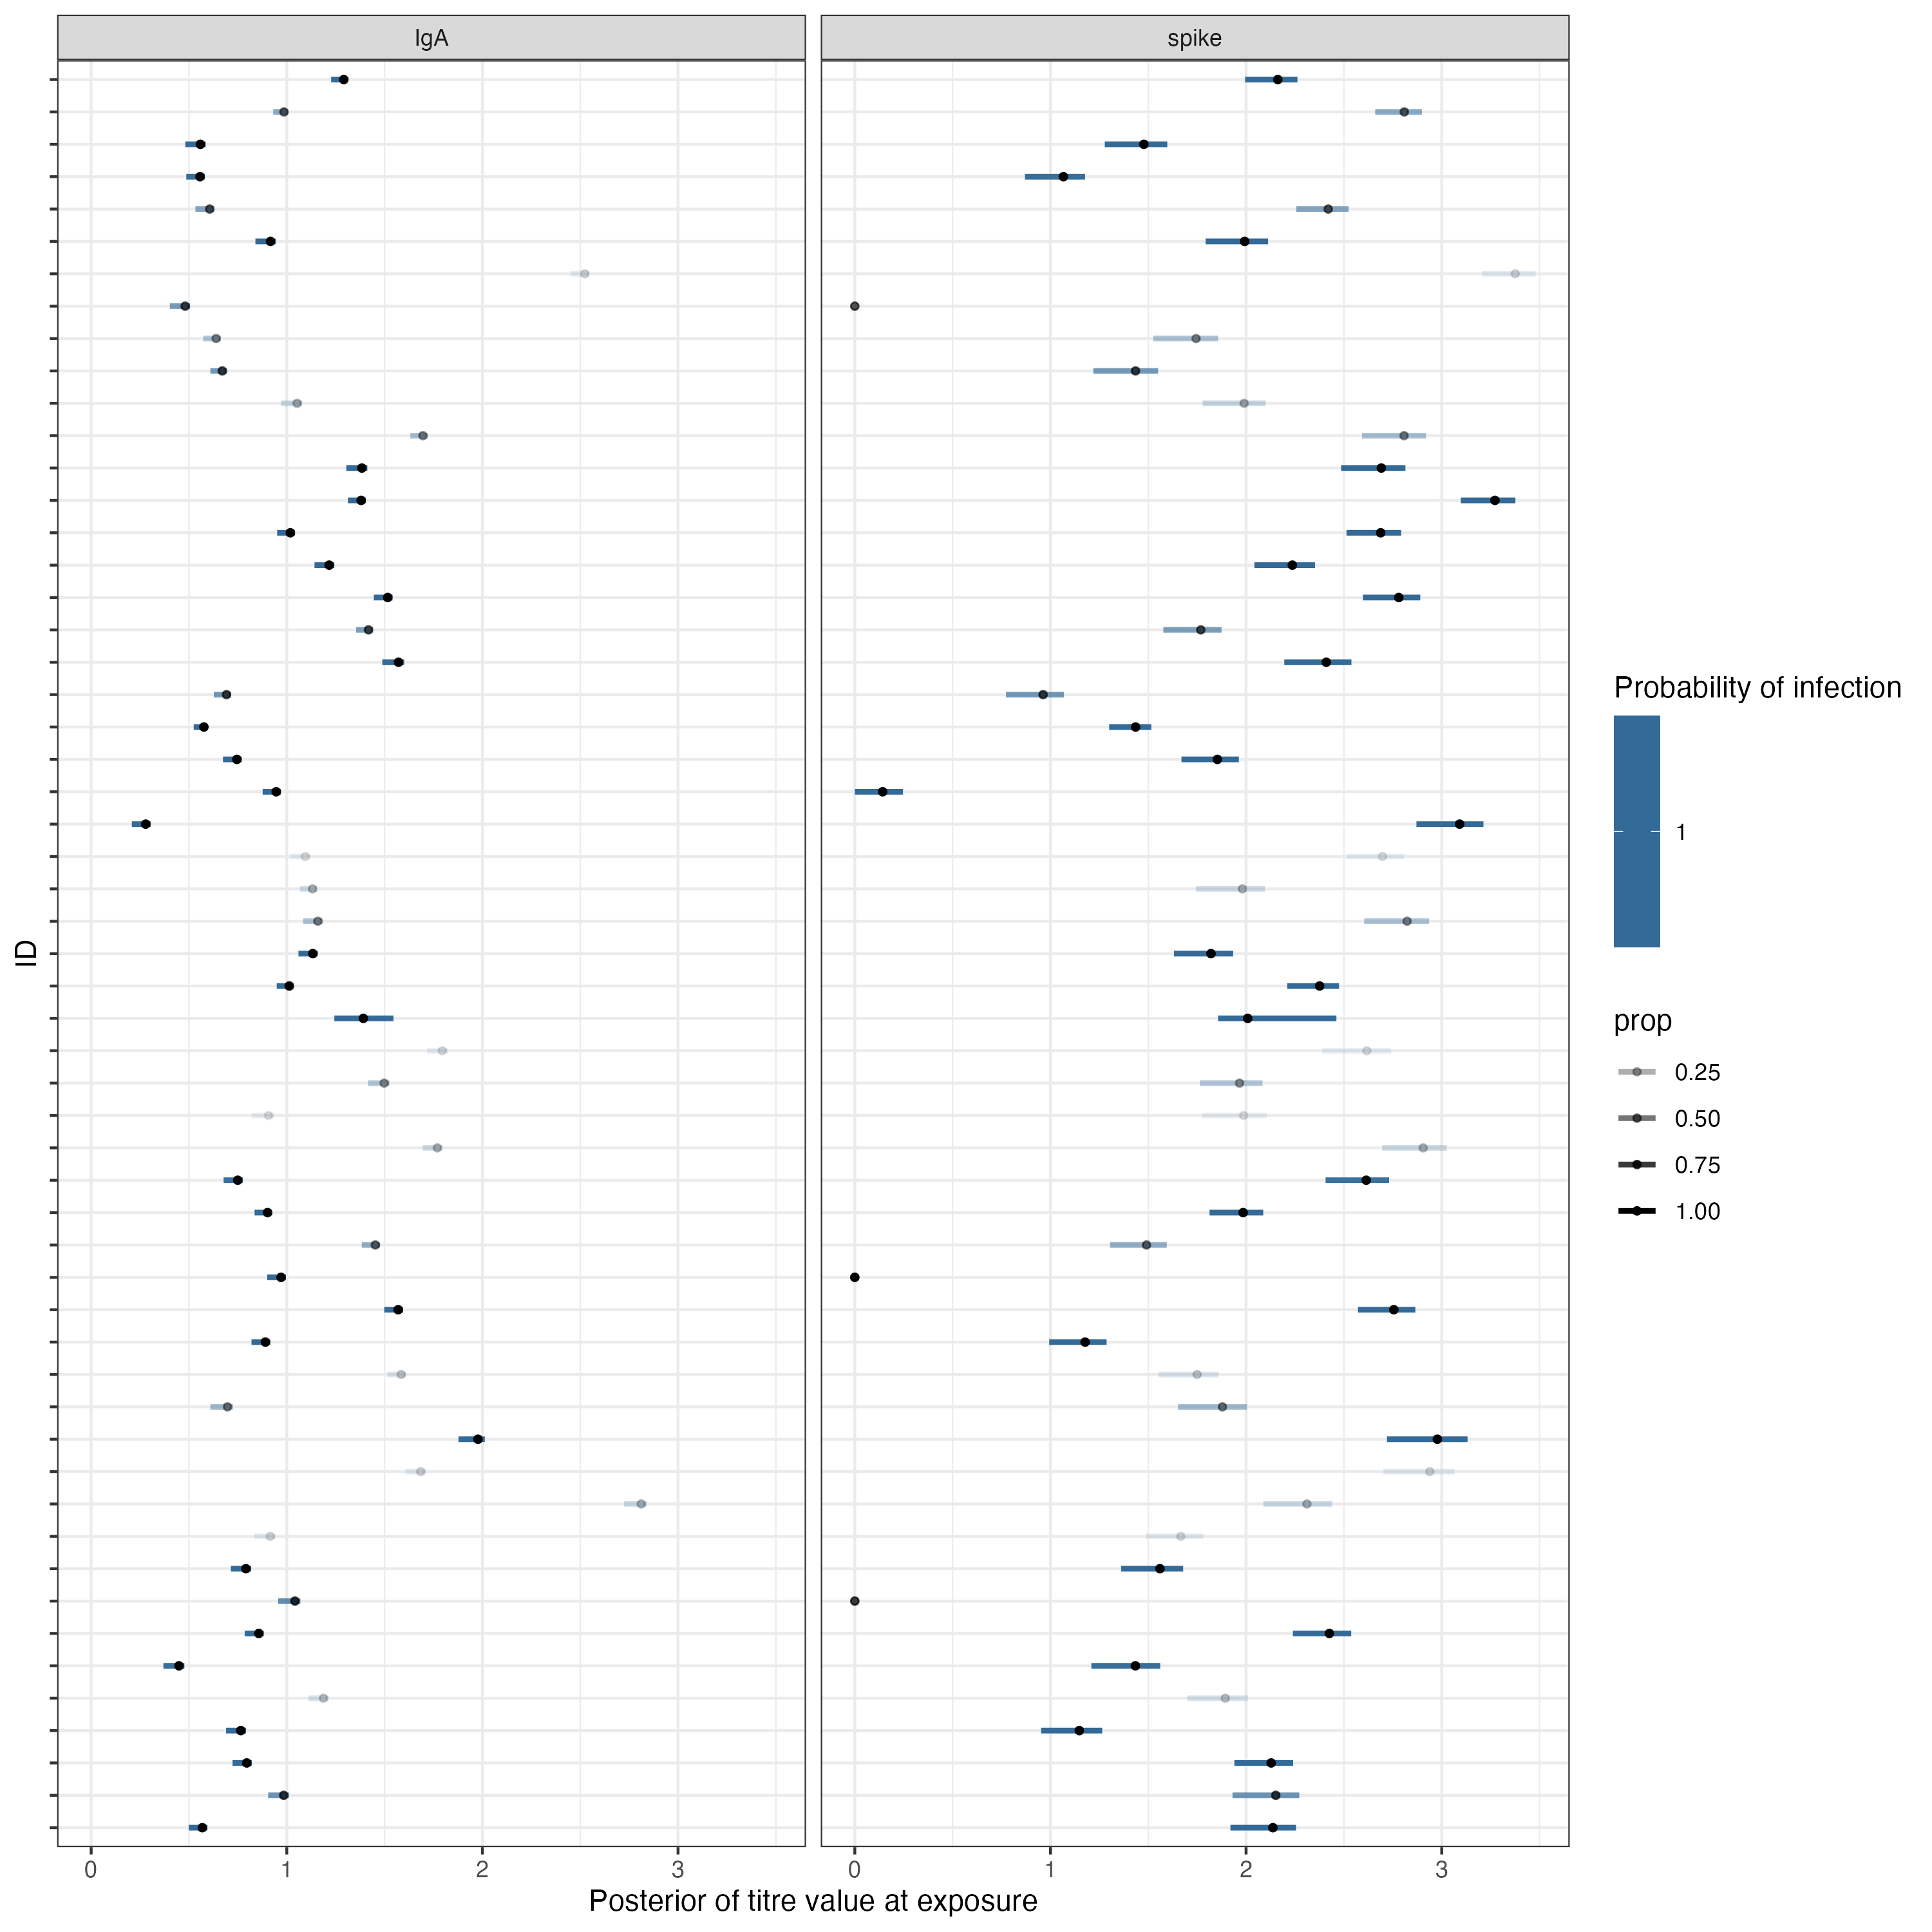 IgA
spike
ID
0 1 2 3
0 1 2 3
Posterior of titre value at exposure
Probability of infection
1
prop
0.25
0.50
0.75
1.00